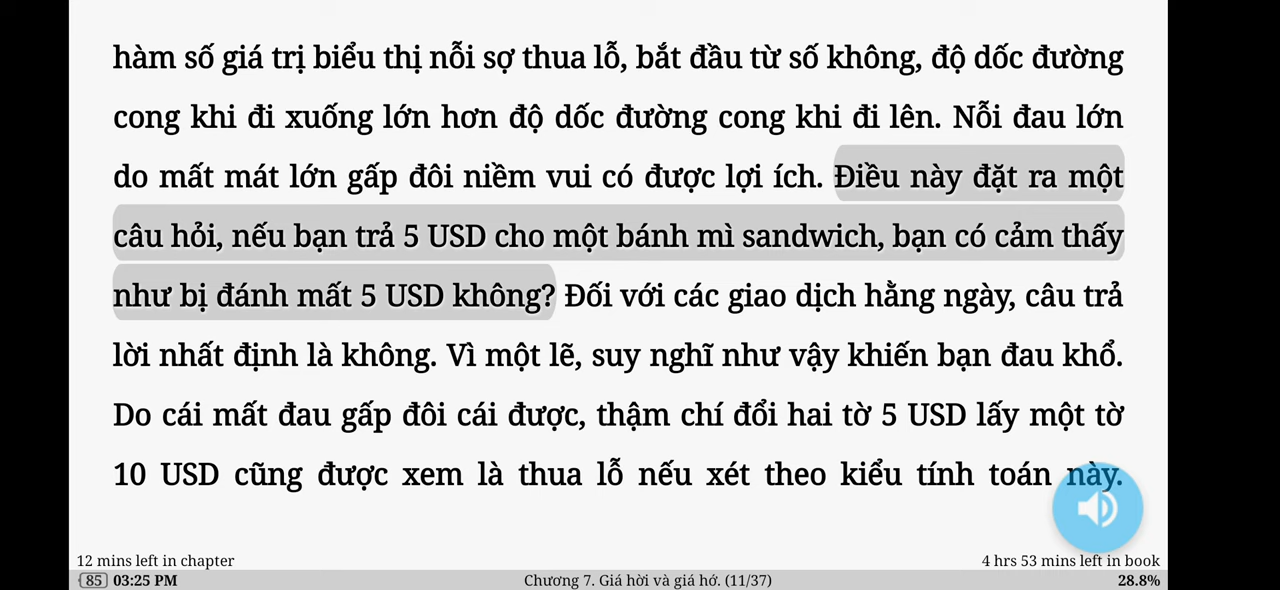 hàm số giá trị biểu thị nỗi sợ thua lỗ, bắt đầu từ số không, độ dốc đường
cong khi đi xuống lớn hơn độ dốc đường cong khi đi lên. Nỗi đau lớn
do mất mát lớn gấp đôi niềm vui có được lợi ích. Điều này đặt ra một
câu hỏi, nếu bạn trả 5 USD cho một bánh mì sandwich, bạn có cảm thấy
như bị đánh mất 5 USD không? Đối với các giao dịch hằng ngày, câu trả
lời nhất định là không. Vì một lẽ, suy nghĩ như vậy khiến bạn đau khổ.
Do cái mất đau gấp đôi cái được, thậm chí đổi hai tờ 5 USD lấy một tờ
10 USD cũng được xem là thua lỗ nếu xét theo kiểu tính toán này.
12 mins left in chapter 4 hrs 53 mins left in book
85 03:25 PM Chương 7. Giá hời và giá hớ. (11/37) 28.8%